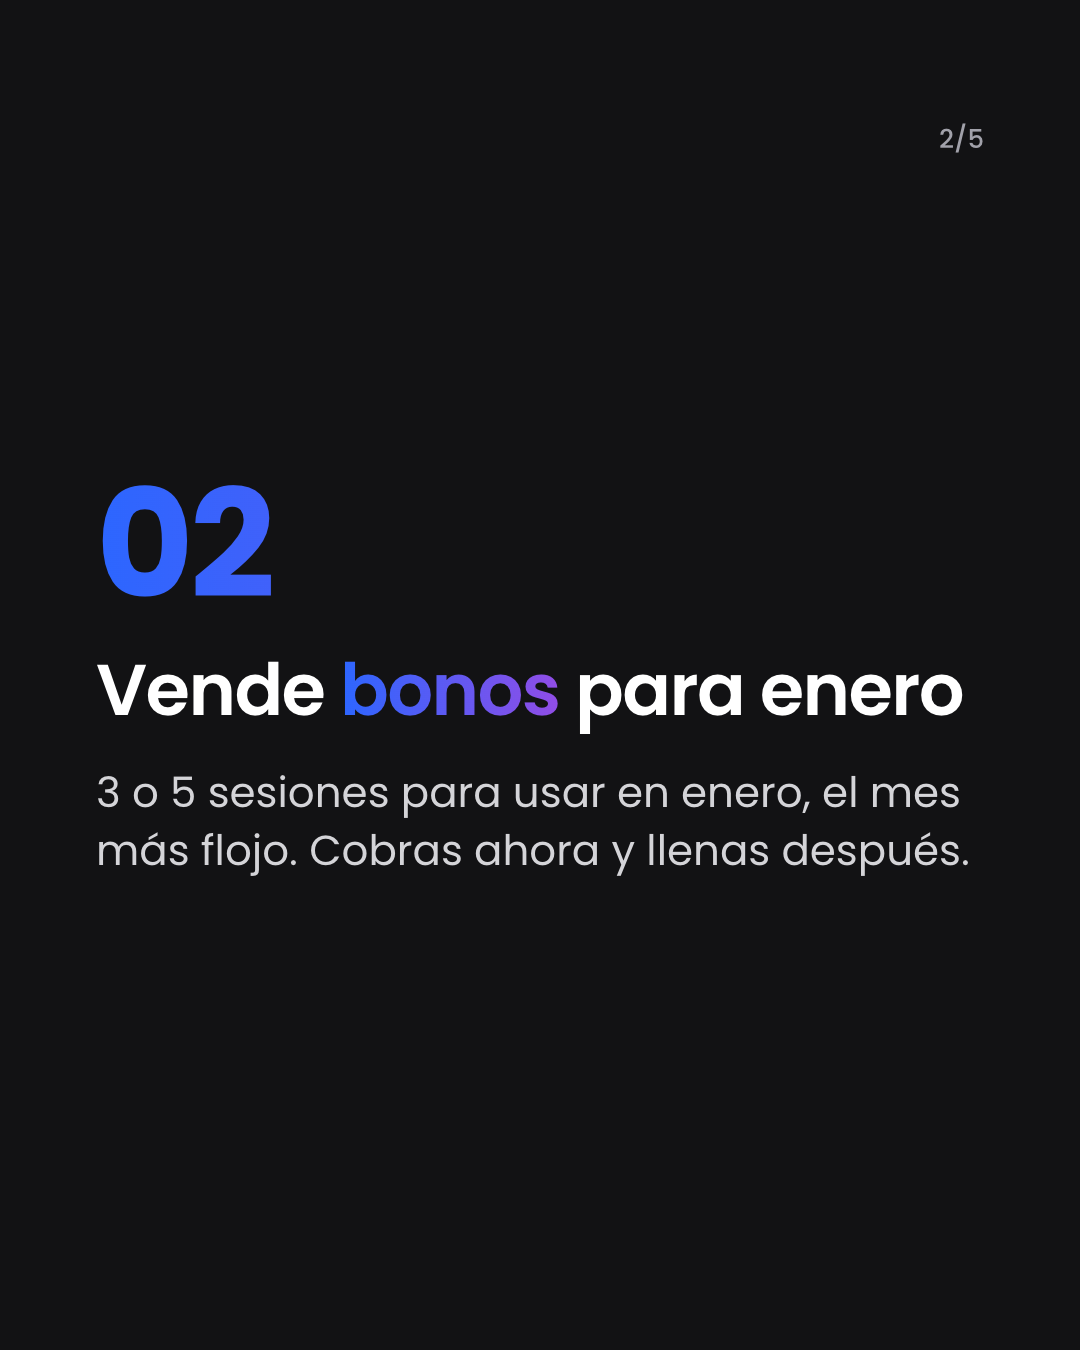 2/5
02
Vende bonos para enero
3 o 5 sesiones para usar en enero, el mes
más flojo. Cobras ahora y llenas después.